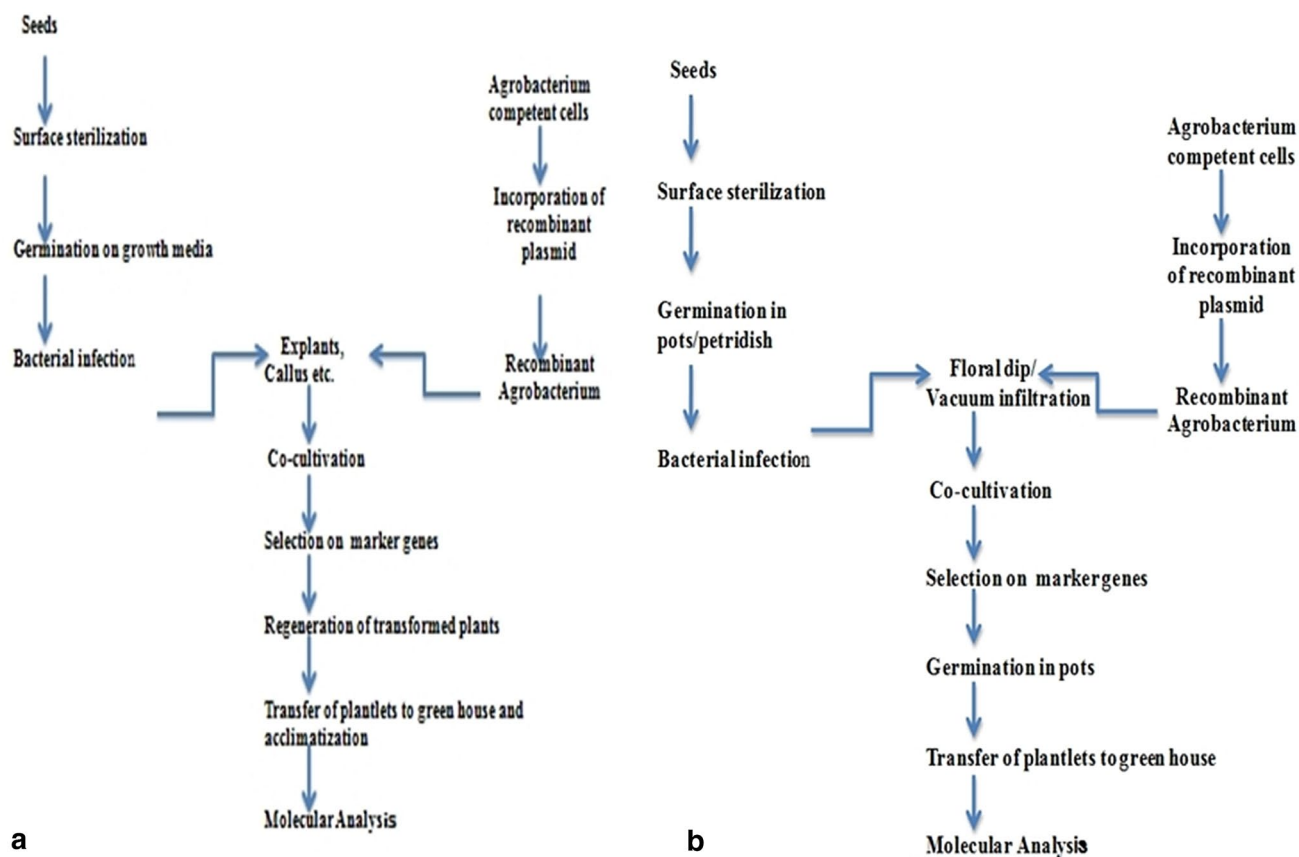 Seeds
Surface sterilization
Germination on growth media
Bacterial infection
Agrobacterium
competent cells
Incorporation of
recombinant
plasmid
Recombinant
Agrobacterium
Explants,
Callus etc.
Co-cultivation
Selection on marker genes
Regeneration of transformed plants
Transfer of plantlets to green house and
acclimatization
Molecular Analysis
a
Seeds
Surface sterilization
Germination in
pots/petridish
Bacterial infection
Agrobacterium
competent cells
Incorporation
of recombinant
plasmid
Recombinant
Agrobacterium
Floral dip/
Vacuum infiltration
Co-cultivation
Selection on marker genes
Germination in pots
Transfer of plantlets to green house
Molecular Analysis
b